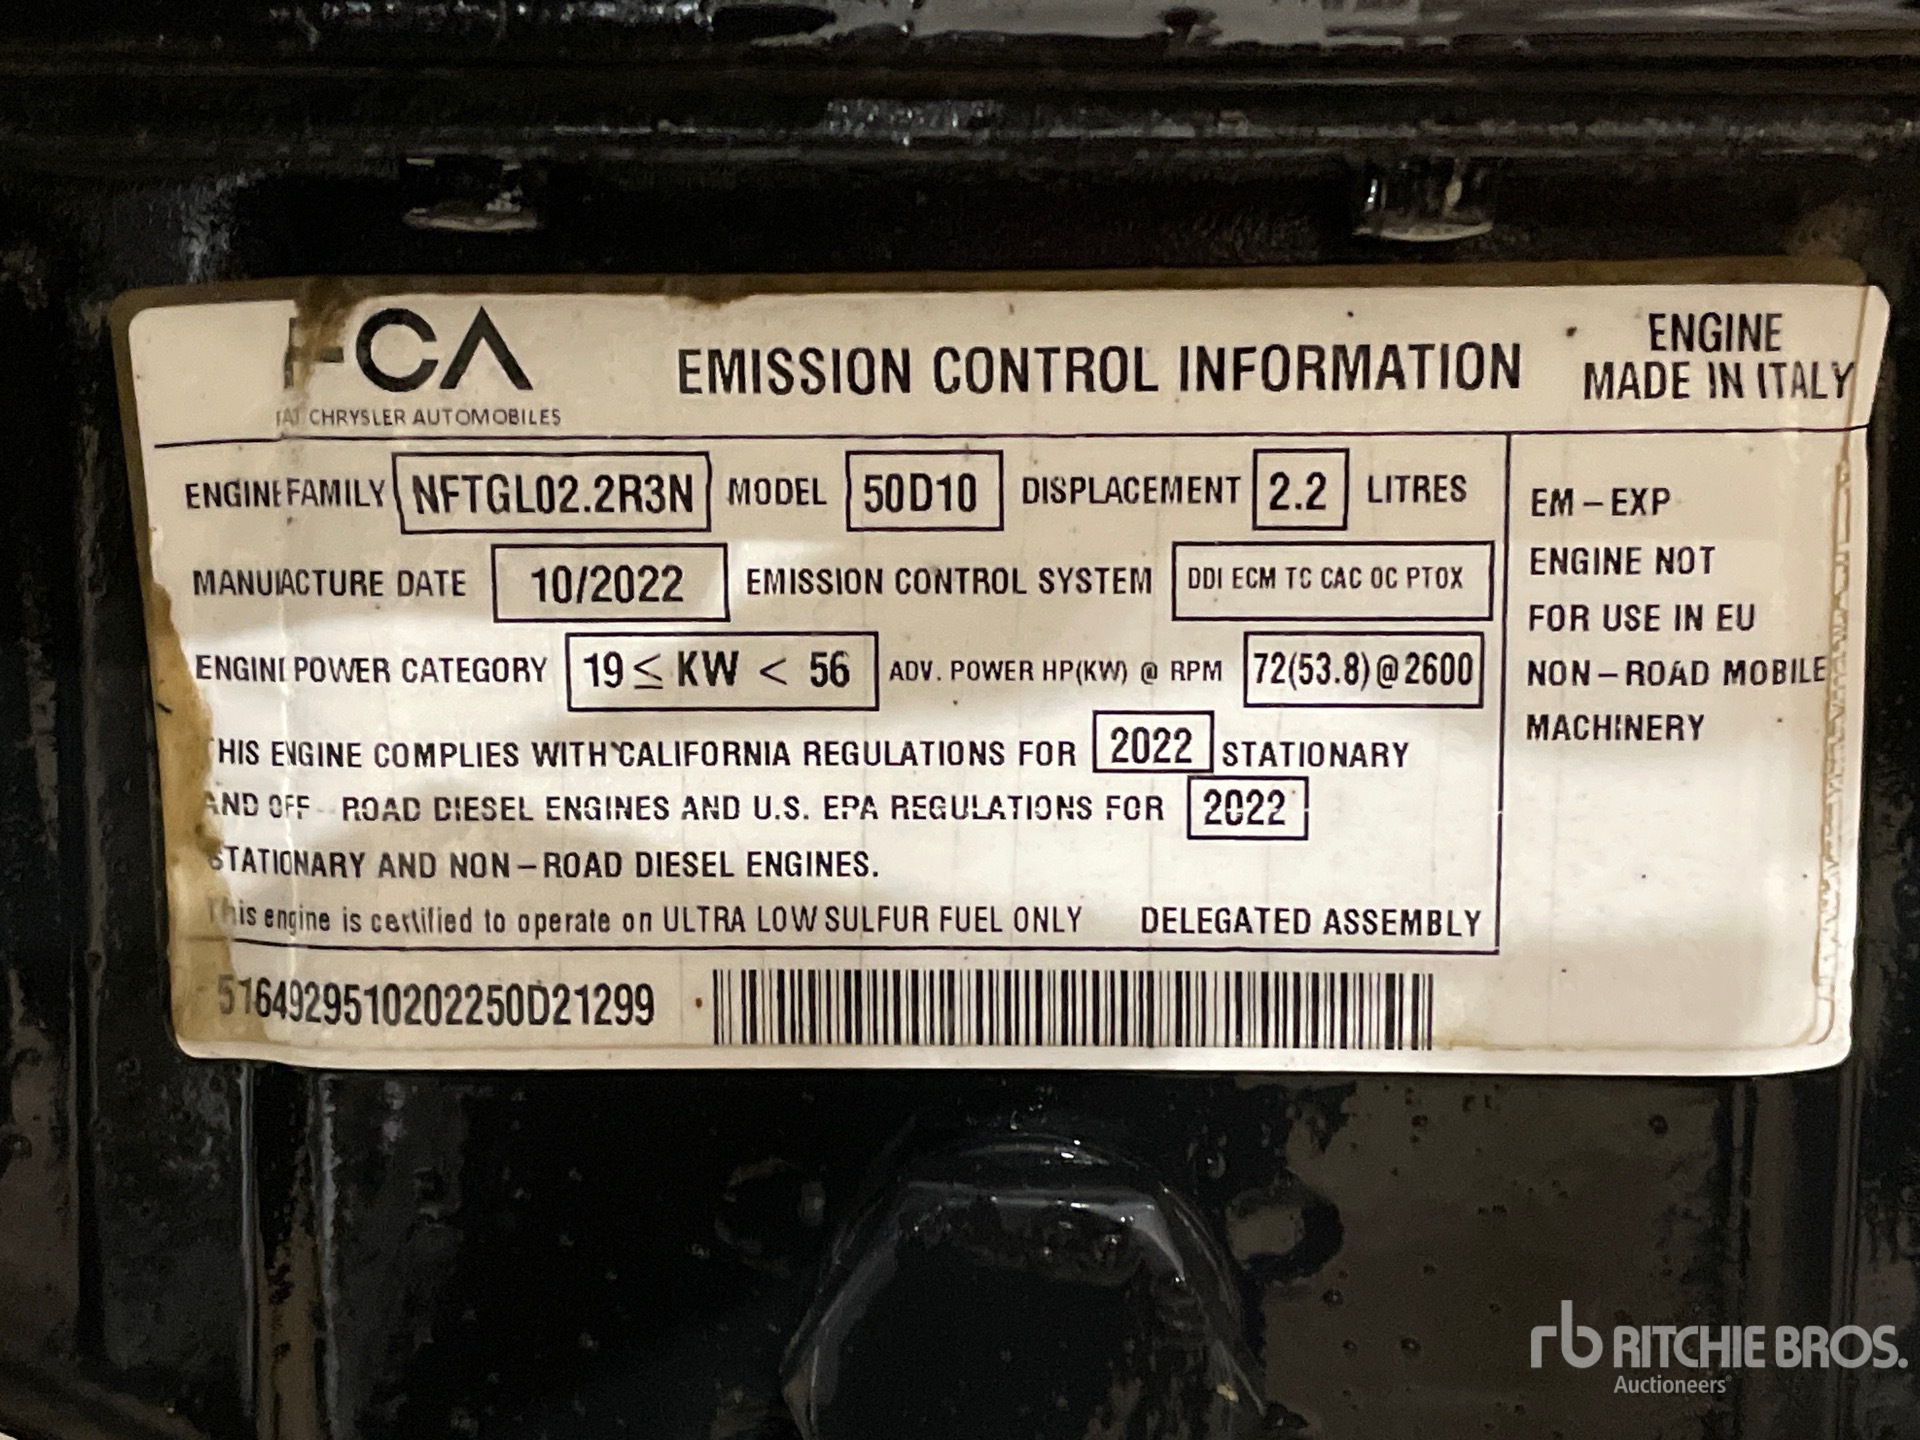 FCA
FIAT CHRYSLER AUTOMOBILES
EMISSION CONTROL INFORMATION
ENGINE
MADE IN ITALY
ENGINE FAMILY NFTGL02.2R3N MODEL 50D10 DISPLACEMENT 2.2 LITRES
MANUFACTURE DATE 10/2022 EMISSION CONTROL SYSTEM DDI ECM TC CAC OC PTOX
ENGINE POWER CATEGORY 19 ≤ KW < 56 ADV. POWER HP(KW) @ RPM 72(53.8)@2600
THIS ENGINE COMPLIES WITH CALIFORNIA REGULATIONS FOR 2022 STATIONARY
AND OFF-ROAD DIESEL ENGINES AND U.S. EPA REGULATIONS FOR 2022
STATIONARY AND NON-ROAD DIESEL ENGINES.
This engine is certified to operate on ULTRA LOW SULFUR FUEL ONLY DELEGATED ASSEMBLY
EM-EXP
ENGINE NOT
FOR USE IN EU
NON-ROAD MOBILE
MACHINERY
5164929510202250D21299
rb RITCHIE BROS.
Auctioneers